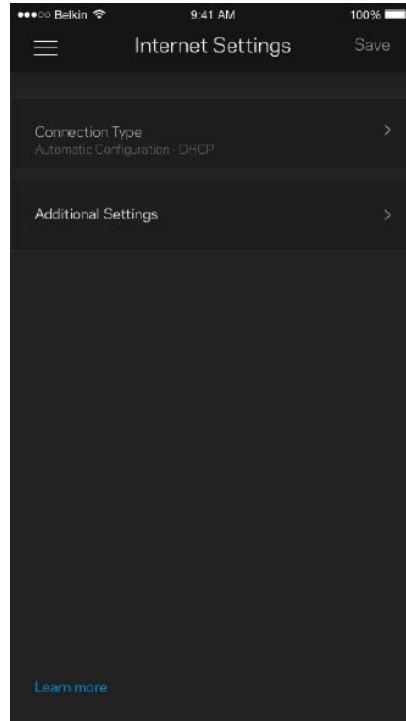 Belkin 9:41 AM 100%
Internet Settings Save
Connection Type
Automatic Configuration - DHCP
Additional Settings
Learn more